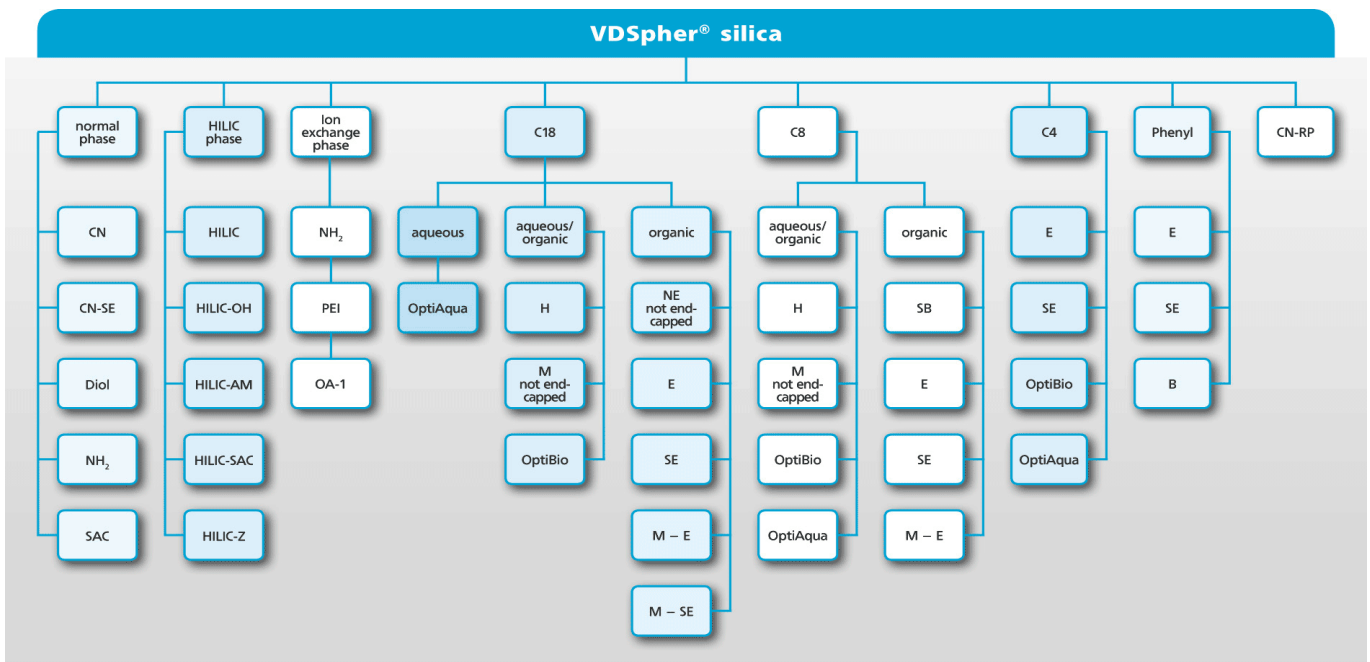 VDSpher® silica
normal
phase
HILIC
phase
Ion
exchange
phase
C18
C8
C4
Phenyl
CN-RP
CN
HILIC
NH₂
aqueous
aqueous/
organic
organic
aqueous/
organic
organic
E
E
CN-SE
HILIC-OH
PEI
OptiAqua
H
NE
not end-
capped
H
SB
SE
SE
Diol
HILIC-AM
OA-1
M
not end-
capped
E
M
not end-
capped
E
OptiBio
B
NH₂
HILIC-SAC
OptiBio
SE
OptiBio
SE
OptiAqua
SAC
HILIC-Z
M – E
OptiAqua
M – E
M – SE